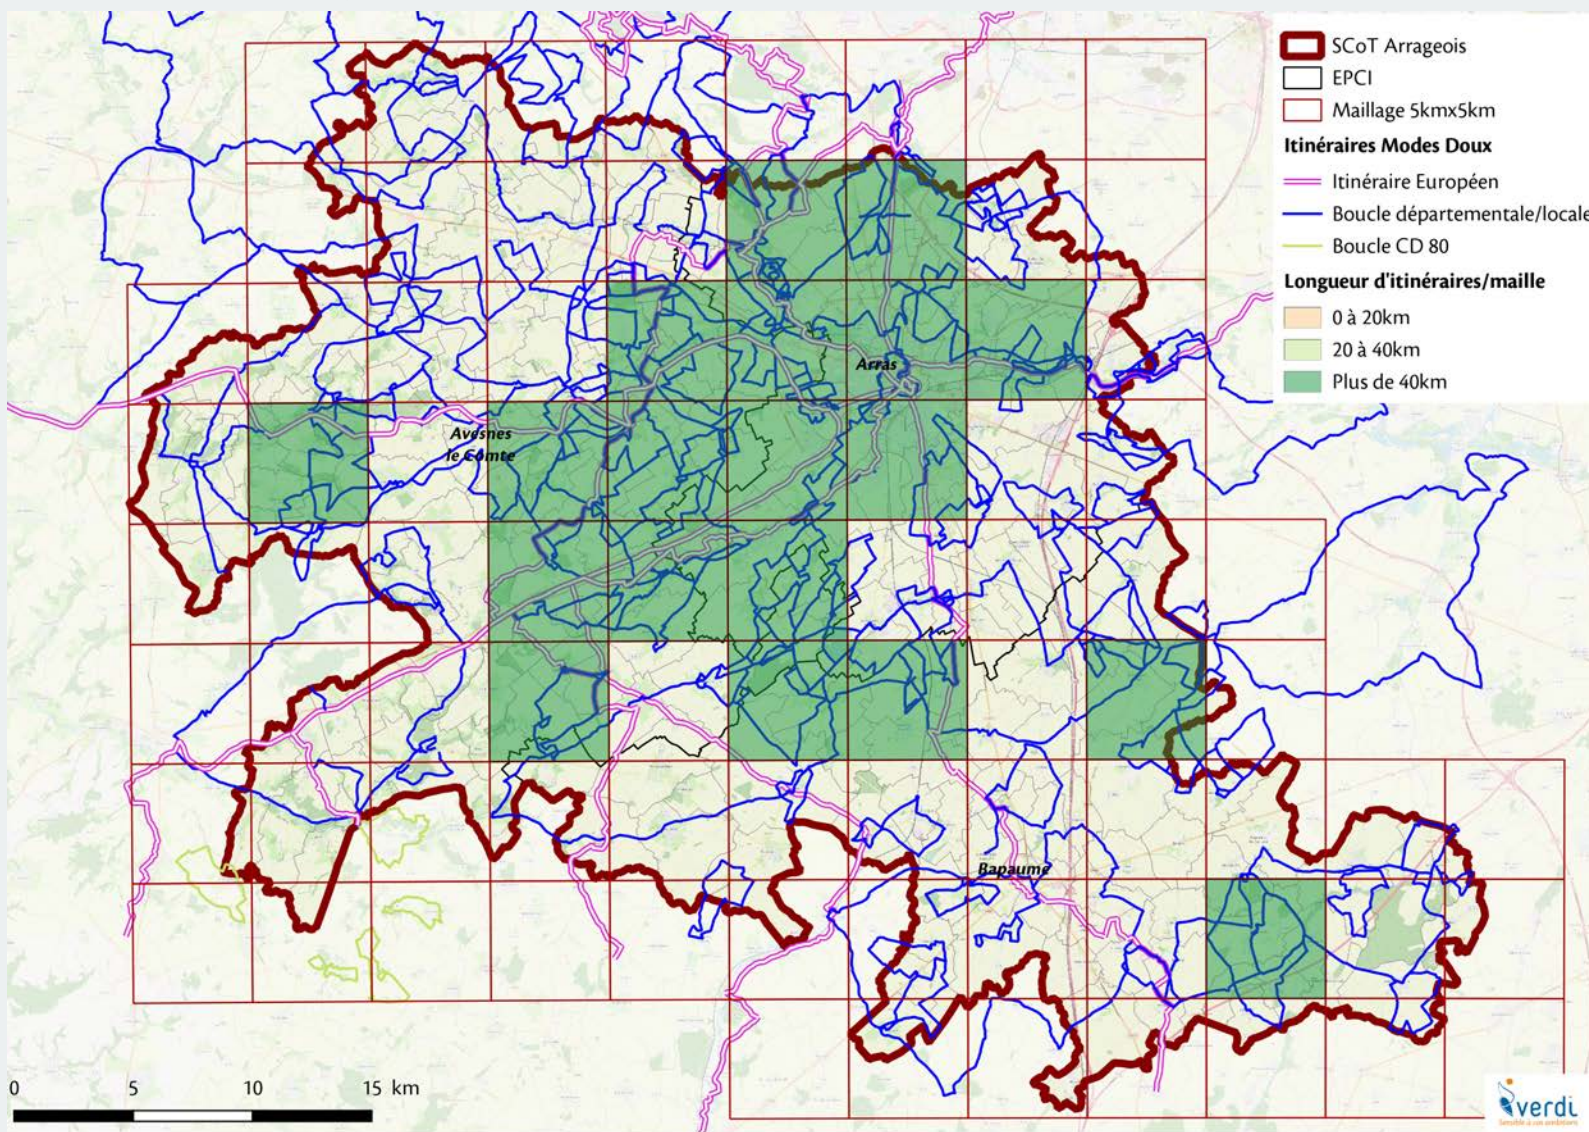 SCoT Arrageois
EPCI
Maillage 5kmx5km
Itinéraires Modes Doux
Itinéraire Européen
Boucle départementale/locale
Boucle CD 80
Longueur d'itinéraires/maille
0 à 20km
20 à 40km
Plus de 40km
Arras
Avesnes
le Comte
Bapaume
0 5 10 15 km
verdi